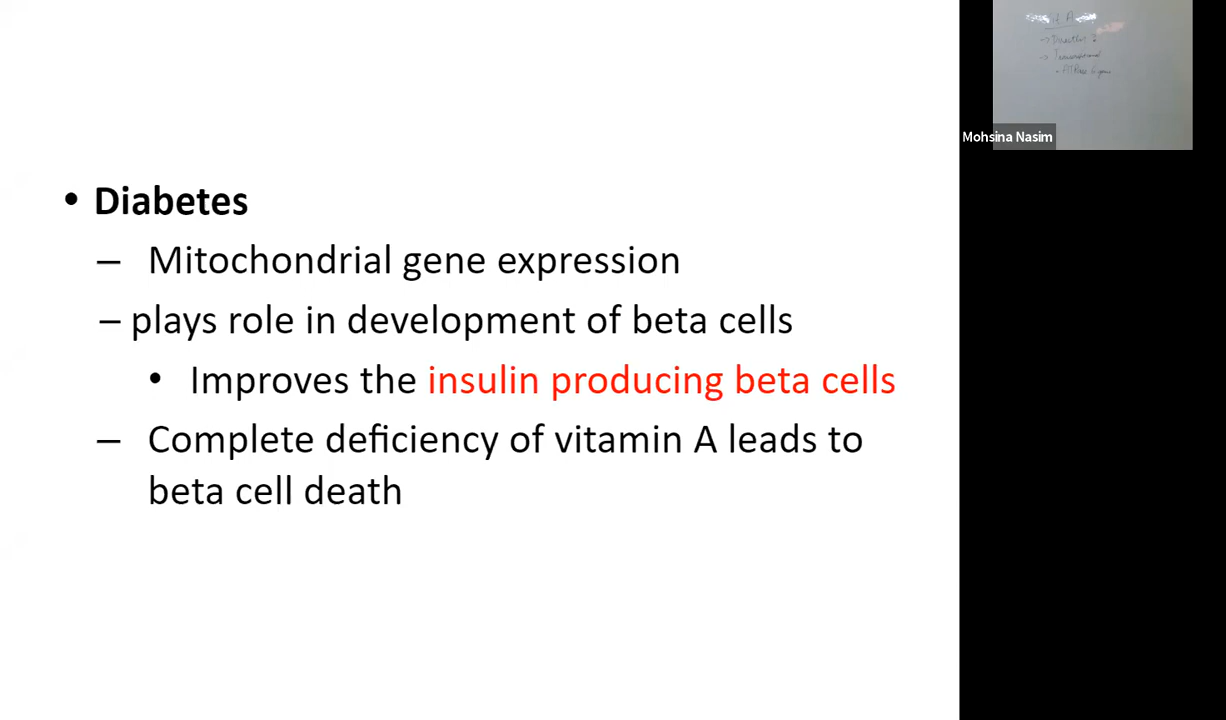 • Diabetes
– Mitochondrial gene expression
– plays role in development of beta cells
• Improves the insulin producing beta cells
– Complete deficiency of vitamin A leads to
beta cell death
Mohsina Nasim